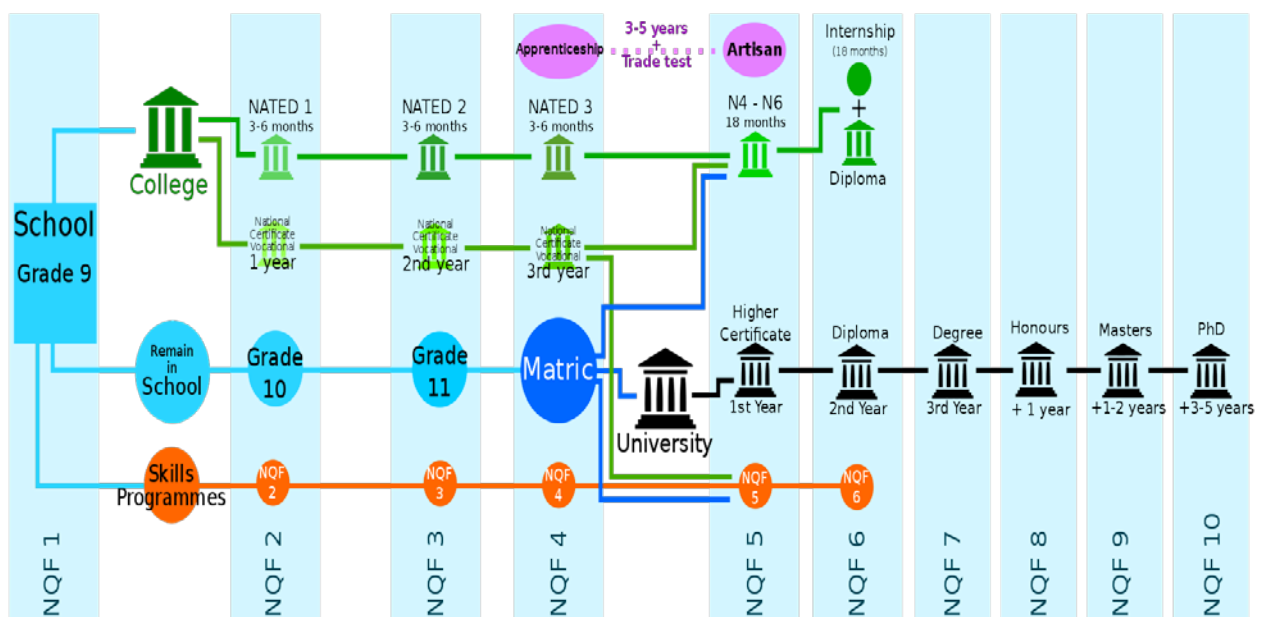 3-5 years
+
Trade test
Apprenticeship
Artisan
Internship
(18 months)
+
Diploma
NATED 1
3-6 months
NATED 2
3-6 months
NATED 3
3-6 months
N4 - N6
18 months
College
School
Grade 9
National
Certificate
Vocational
1 year
National
Certificate
Vocational
2nd year
National
Certificate
Vocational
3rd year
Remain
in
School
Grade
10
Grade
11
Matric
University
Higher
Certificate
1st Year
Diploma
2nd Year
Degree
3rd Year
Honours
+ 1 year
Masters
+1-2 years
PhD
+3-5 years
Skills
Programmes
NQF
2
NQF
3
NQF
4
NQF
5
NQF
6
NQF 1
NQF 2
NQF 3
NQF 4
NQF 5
NQF 6
NQF 7
NQF 8
NQF 9
NQF 10